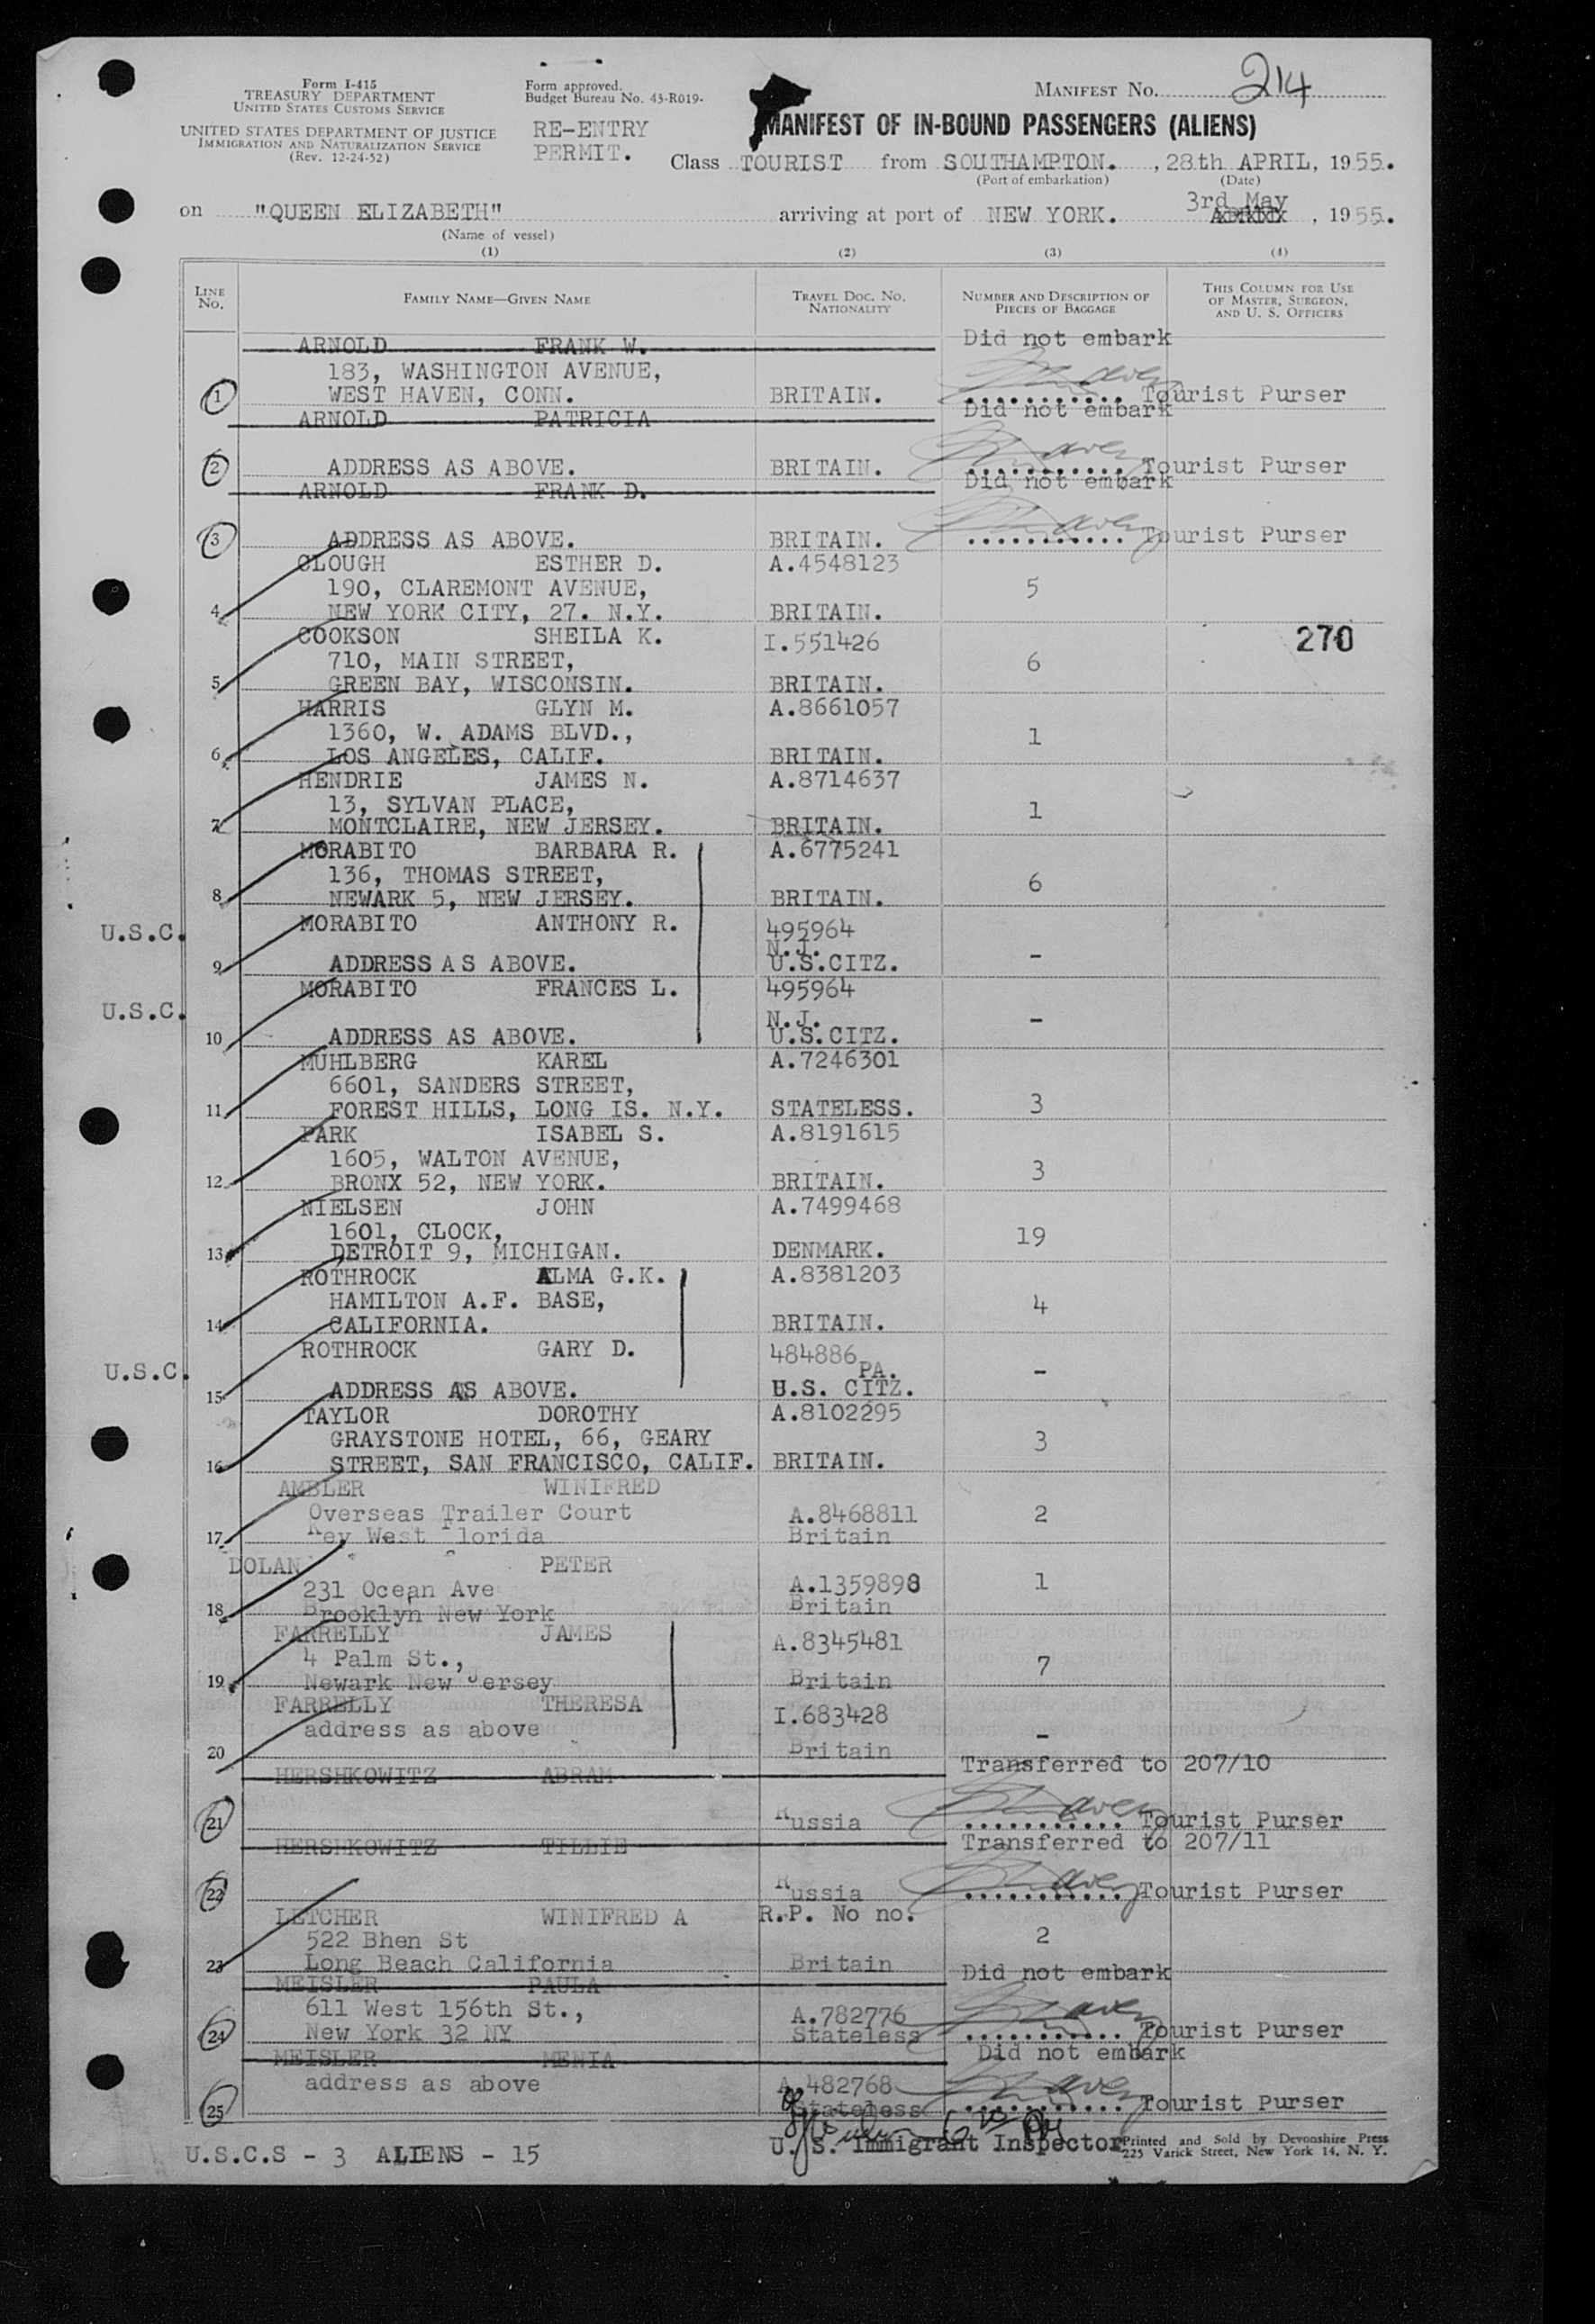 Form I-415
TREASURY DEPARTMENT
UNITED STATES CUSTOMS SERVICE
UNITED STATES DEPARTMENT OF JUSTICE
IMMIGRATION AND NATURALIZATION SERVICE
(Rev. 12-24-52)
Form approved.
Budget Bureau No. 43-R019-
RE-ENTRY
PERMIT.
MANIFEST NO. 214
MANIFEST OF IN-BOUND PASSENGERS (ALIENS)
Class TOURIST from SOUTHAMPTON. , 28th APRIL, 1955.
(Port of embarkation) (Date)
on "QUEEN ELIZABETH" arriving at port of NEW YORK. 3rd May , 1955.
(Name of vessel)
(1) (2) (3) (4)
LINE NO. FAMILY NAME—GIVEN NAME TRAVEL DOC. NO. NATIONALITY NUMBER AND DESCRIPTION OF PIECES OF BAGGAGE THIS COLUMN FOR USE OF MASTER, SURGEON, AND U. S. OFFICERS
ARNOLD FRANK W. Did not embark
183, WASHINGTON AVENUE,
1 WEST HAVEN, CONN. BRITAIN. Tourist Purser
ARNOLD PATRICIA Did not embark
2 ADDRESS AS ABOVE. BRITAIN. Tourist Purser
ARNOLD FRANK D. Did not embark
3 ADDRESS AS ABOVE. BRITAIN. Tourist Purser
CLOUGH ESTHER D. A.4548123
190, CLAREMONT AVENUE, 5
4 NEW YORK CITY, 27. N.Y. BRITAIN.
COOKSON SHEILA K. I.551426 270
710, MAIN STREET, 6
5 GREEN BAY, WISCONSIN. BRITAIN.
HARRIS GLYN M. A.8661057
1360, W. ADAMS BLVD., 1
6 LOS ANGELES, CALIF. BRITAIN.
HENDRIE JAMES N. A.8714637
13, SYLVAN PLACE, 1
7 MONTCLAIRE, NEW JERSEY. BRITAIN.
MORABITO BARBARA R. A.6775241
136, THOMAS STREET, 6
8 NEWARK 5, NEW JERSEY. BRITAIN.
U.S.C. MORABITO ANTHONY R. 495964
N.J. -
9 ADDRESS AS ABOVE. U.S.CITZ.
MORABITO FRANCES L. 495964
U.S.C. N.J. -
10 ADDRESS AS ABOVE. U.S.CITZ.
MUHLBERG KAREL A.7246301
6601, SANDERS STREET,
11 FOREST HILLS, LONG IS. N.Y. STATELESS. 3
PARK ISABEL S. A.8191615
1605, WALTON AVENUE, 3
12 BRONX 52, NEW YORK. BRITAIN.
NIELSEN JOHN A.7499468
1601, CLOCK, 19
13 DETROIT 9, MICHIGAN. DENMARK.
ROTHROCK ALMA G.K. A.8381203
HAMILTON A.F. BASE, 4
14 CALIFORNIA. BRITAIN.
ROTHROCK GARY D. 484886
U.S.C. PA. -
15 ADDRESS AS ABOVE. U.S. CITZ.
TAYLOR DOROTHY A.8102295
GRAYSTONE HOTEL, 66, GEARY 3
16 STREET, SAN FRANCISCO, CALIF. BRITAIN.
AMBLER WINIFRED
Overseas Trailer Court A.8468811 2
17 Key West Florida Britain
DOLAN PETER
231 Ocean Ave A.1359898 1
18 Brooklyn New York Britain
FARRELLY JAMES A.8345481
4 Palm St., 7
19 Newark New Jersey Britain
FARRELLY THERESA I.683428
address as above -
20 Britain
HERSHKOWITZ ABRAM Transferred to 207/10
21 Russia Tourist Purser
HERSHKOWITZ TILLIE Transferred to 207/11
22 Russia Tourist Purser
LETCHER WINIFRED A R.P. No no.
522 Bhen St 2
23 Long Beach California Britain
MEISLER PAULA Did not embark
611 West 156th St., A.782776
24 New York 32 NY Stateless Tourist Purser
MEISLER MENIA Did not embark
address as above A.482768
25 Stateless Tourist Purser
U.S.C.S - 3 ALIENS - 15 U. S. Immigrant Inspector
Printed and Sold by Devonshire Press
225 Varick Street, New York 14, N. Y.